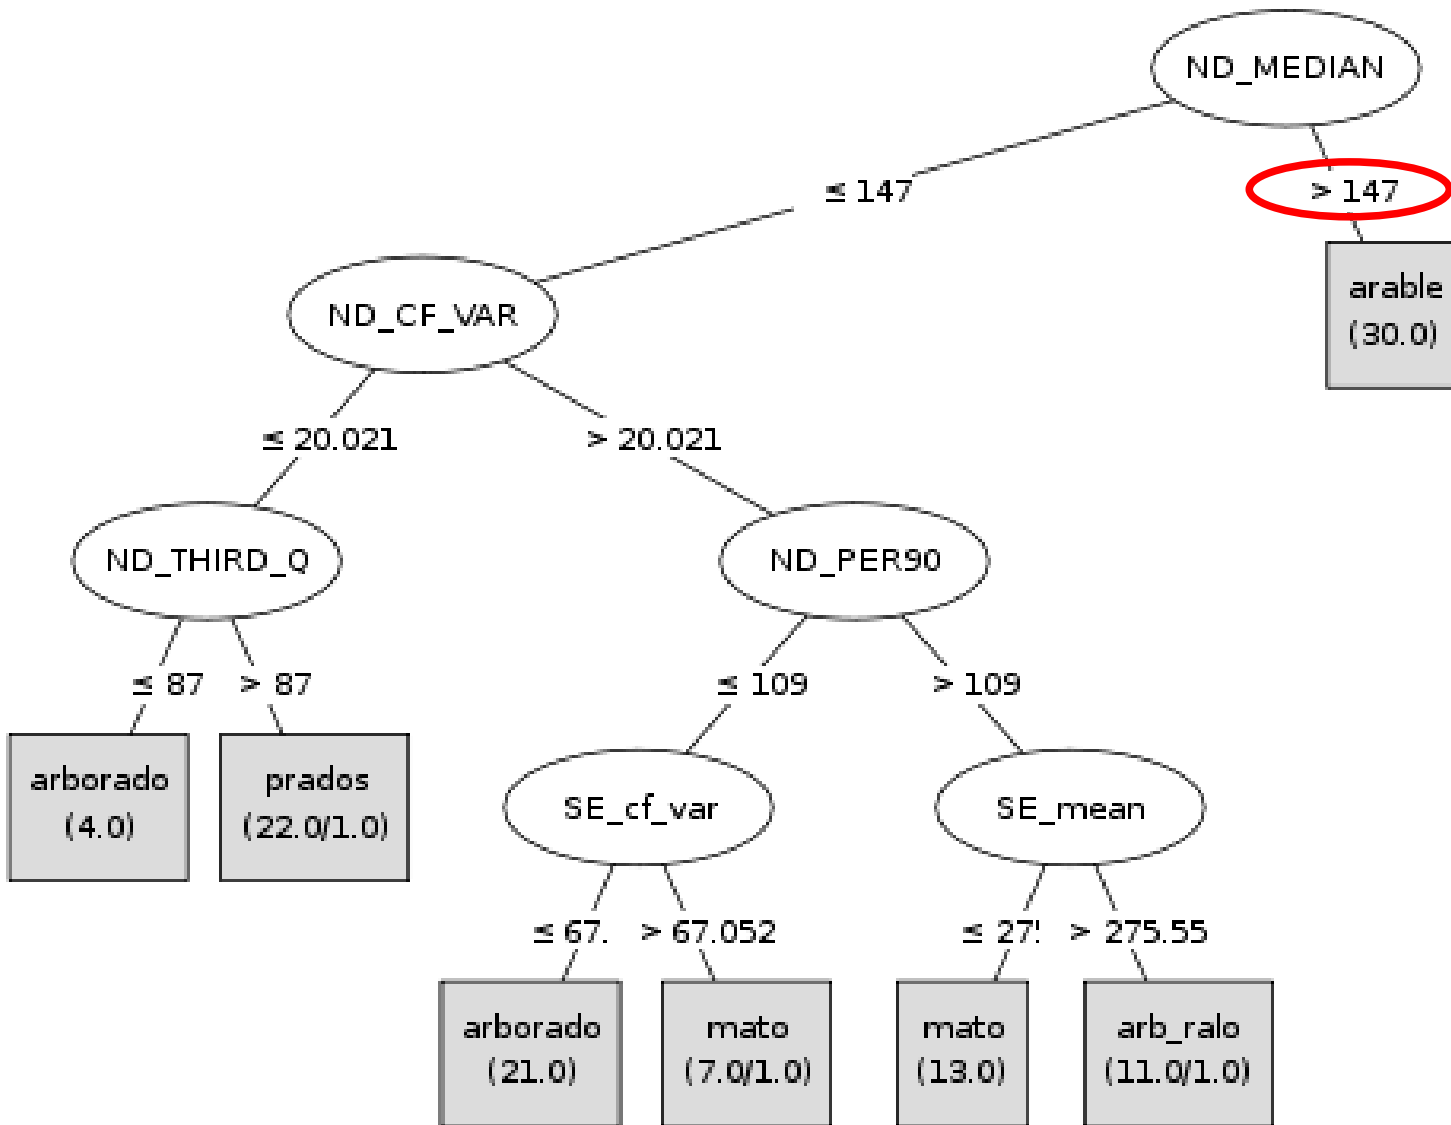 ND_MEDIAN
≤ 147
> 147
arable
(30.0)
ND_CF_VAR
≤ 20.021
> 20.021
ND_THIRD_Q
ND_PER90
≤ 87
> 87
≤ 109
> 109
arborado
(4.0)
prados
(22.0/1.0)
SE_cf_var
SE_mean
≤ 67.
> 67.052
≤ 27
> 275.55
arborado
(21.0)
mato
(7.0/1.0)
mato
(13.0)
arb_ralo
(11.0/1.0)